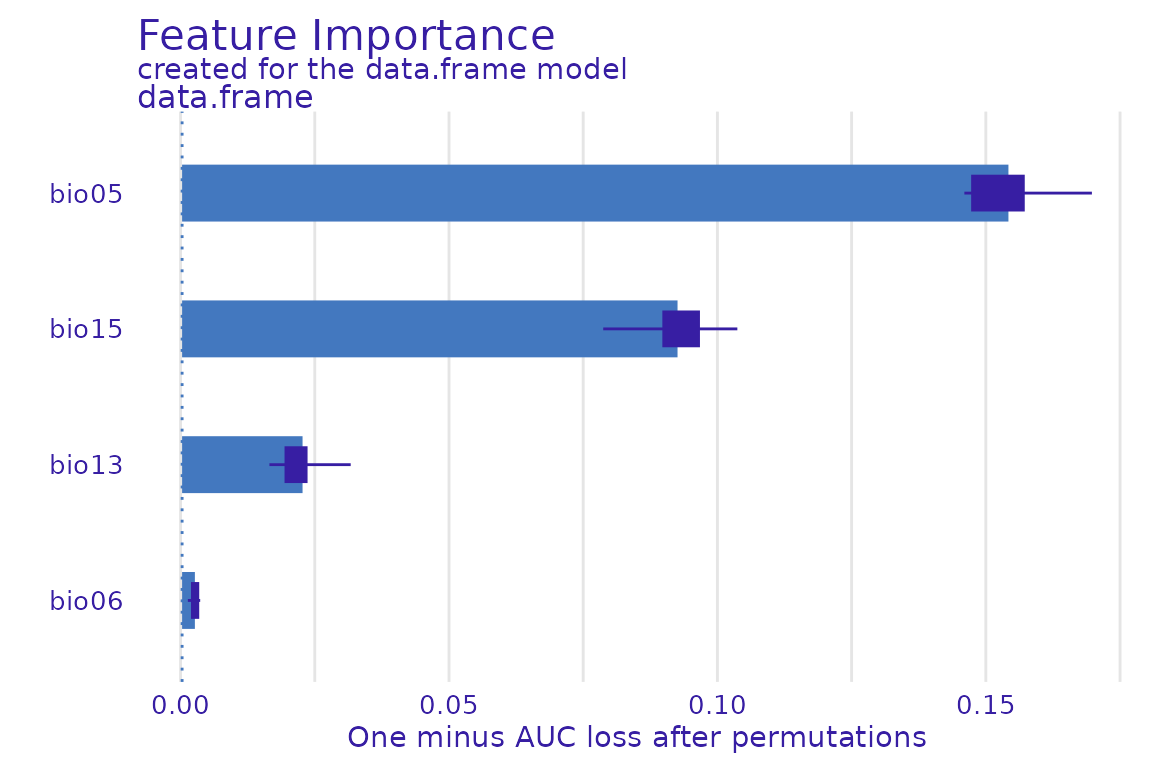 Feature Importance
created for the data.frame model
data.frame
bio05
bio15
bio13
bio06
0.00 0.05 0.10 0.15
One minus AUC loss after permutations